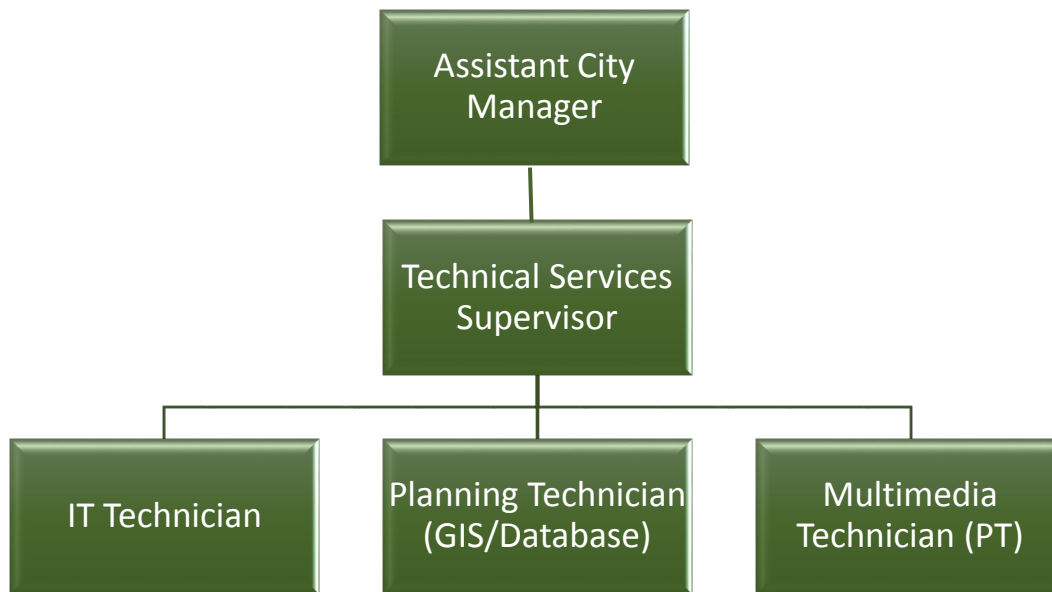 Assistant City
Manager
Technical Services
Supervisor
IT Technician
Planning Technician
(GIS/Database)
Multimedia
Technician (PT)